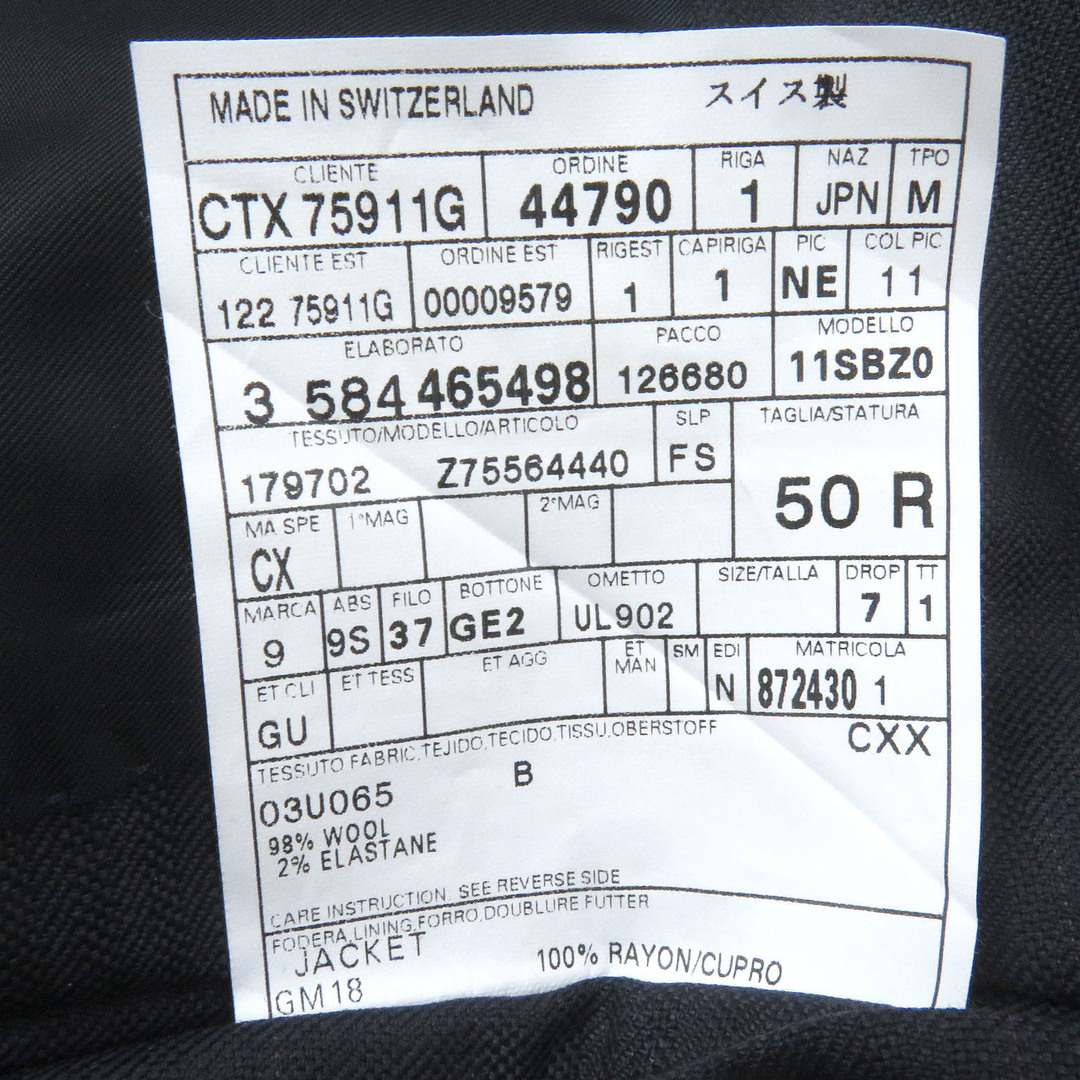 MADE IN SWITZERLAND スイス製
CLIENTE ORDINE RIGA NAZ TPO
CTX 75911G 44790 1 JPN M
CLIENTE EST ORDINE EST RIGEST CAPIRIGA PIC COL PIC
122 75911G 00009579 1 1 NE 11
ELABORATO PACCO MODELLO
3 584465498 126680 11SBZ0
TESSUTO/MODELLO/ARTICOLO SLP TAGLIA/STATURA
179702 Z75564440 FS 50 R
MA SPE 1°MAG 2°MAG
CX
MARCA ABS FILO BOTTONE OMETTO SIZE/TALLA DROP TT
9 9S 37 GE2 UL902 7 1
ET CLI ET TESS ET AGG ET MAN SM EDI MATRICOLA
GU N 872430 1
TESSUTO FABRIC,TEJIDO,TECIDO,TISSU,OBERSTOFF CXX
03U065 B
98% WOOL
2% ELASTANE
CARE INSTRUCTION, SEE REVERSE SIDE
FODERA,LINING,FORRO,DOUBLURE FUTTER
JACKET 100% RAYON/CUPRO
GM18